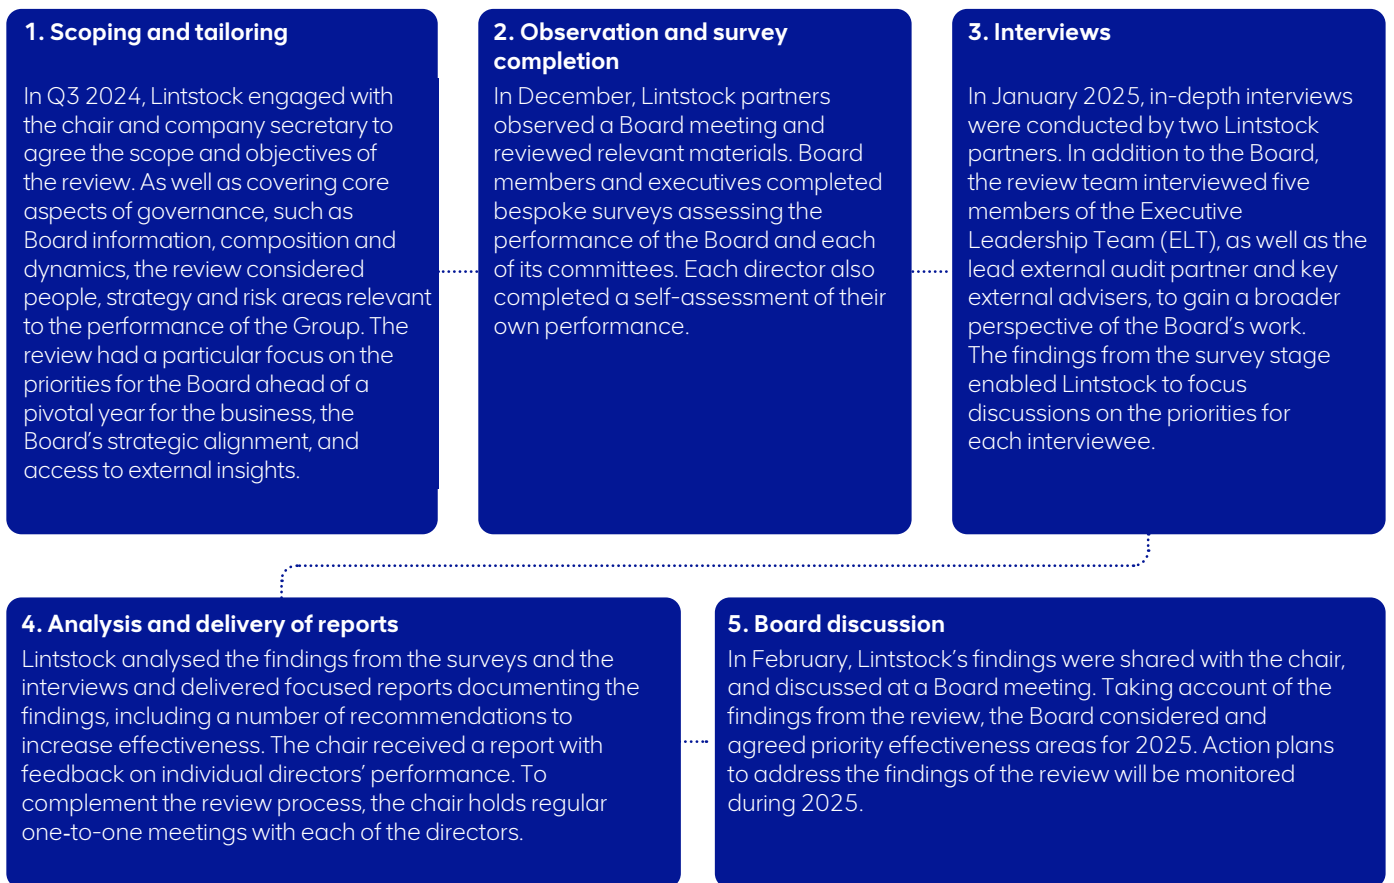 1. Scoping and tailoring
In Q3 2024, Lintstock engaged with
the chair and company secretary to
agree the scope and objectives of
the review. As well as covering core
aspects of governance, such as
Board information, composition and
dynamics, the review considered
people, strategy and risk areas relevant
to the performance of the Group. The
review had a particular focus on the
priorities for the Board ahead of a
pivotal year for the business, the
Board’s strategic alignment, and
access to external insights.
2. Observation and survey
completion
In December, Lintstock partners
observed a Board meeting and
reviewed relevant materials. Board
members and executives completed
bespoke surveys assessing the
performance of the Board and each
of its committees. Each director also
completed a self-assessment of their
own performance.
3. Interviews
In January 2025, in-depth interviews
were conducted by two Lintstock
partners. In addition to the Board,
the review team interviewed five
members of the Executive
Leadership Team (ELT), as well as the
lead external audit partner and key
external advisers, to gain a broader
perspective of the Board’s work.
The findings from the survey stage
enabled Lintstock to focus
discussions on the priorities for
each interviewee.
4. Analysis and delivery of reports
Lintstock analysed the findings from the surveys and the
interviews and delivered focused reports documenting the
findings, including a number of recommendations to
increase effectiveness. The chair received a report with
feedback on individual directors’ performance. To
complement the review process, the chair holds regular
one-to-one meetings with each of the directors.
5. Board discussion
In February, Lintstock’s findings were shared with the chair,
and discussed at a Board meeting. Taking account of the
findings from the review, the Board considered and
agreed priority effectiveness areas for 2025. Action plans
to address the findings of the review will be monitored
during 2025.